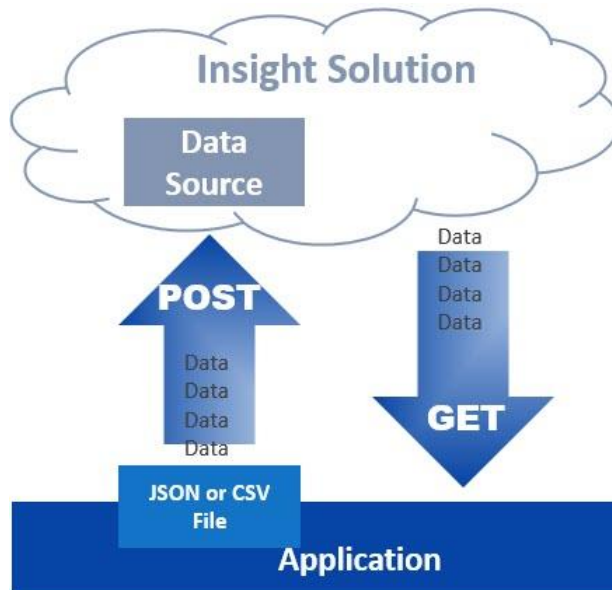 Insight Solution
Data
Source
POST
Data
Data
Data
Data
JSON or CSV
File
Data
Data
Data
Data
GET
Application